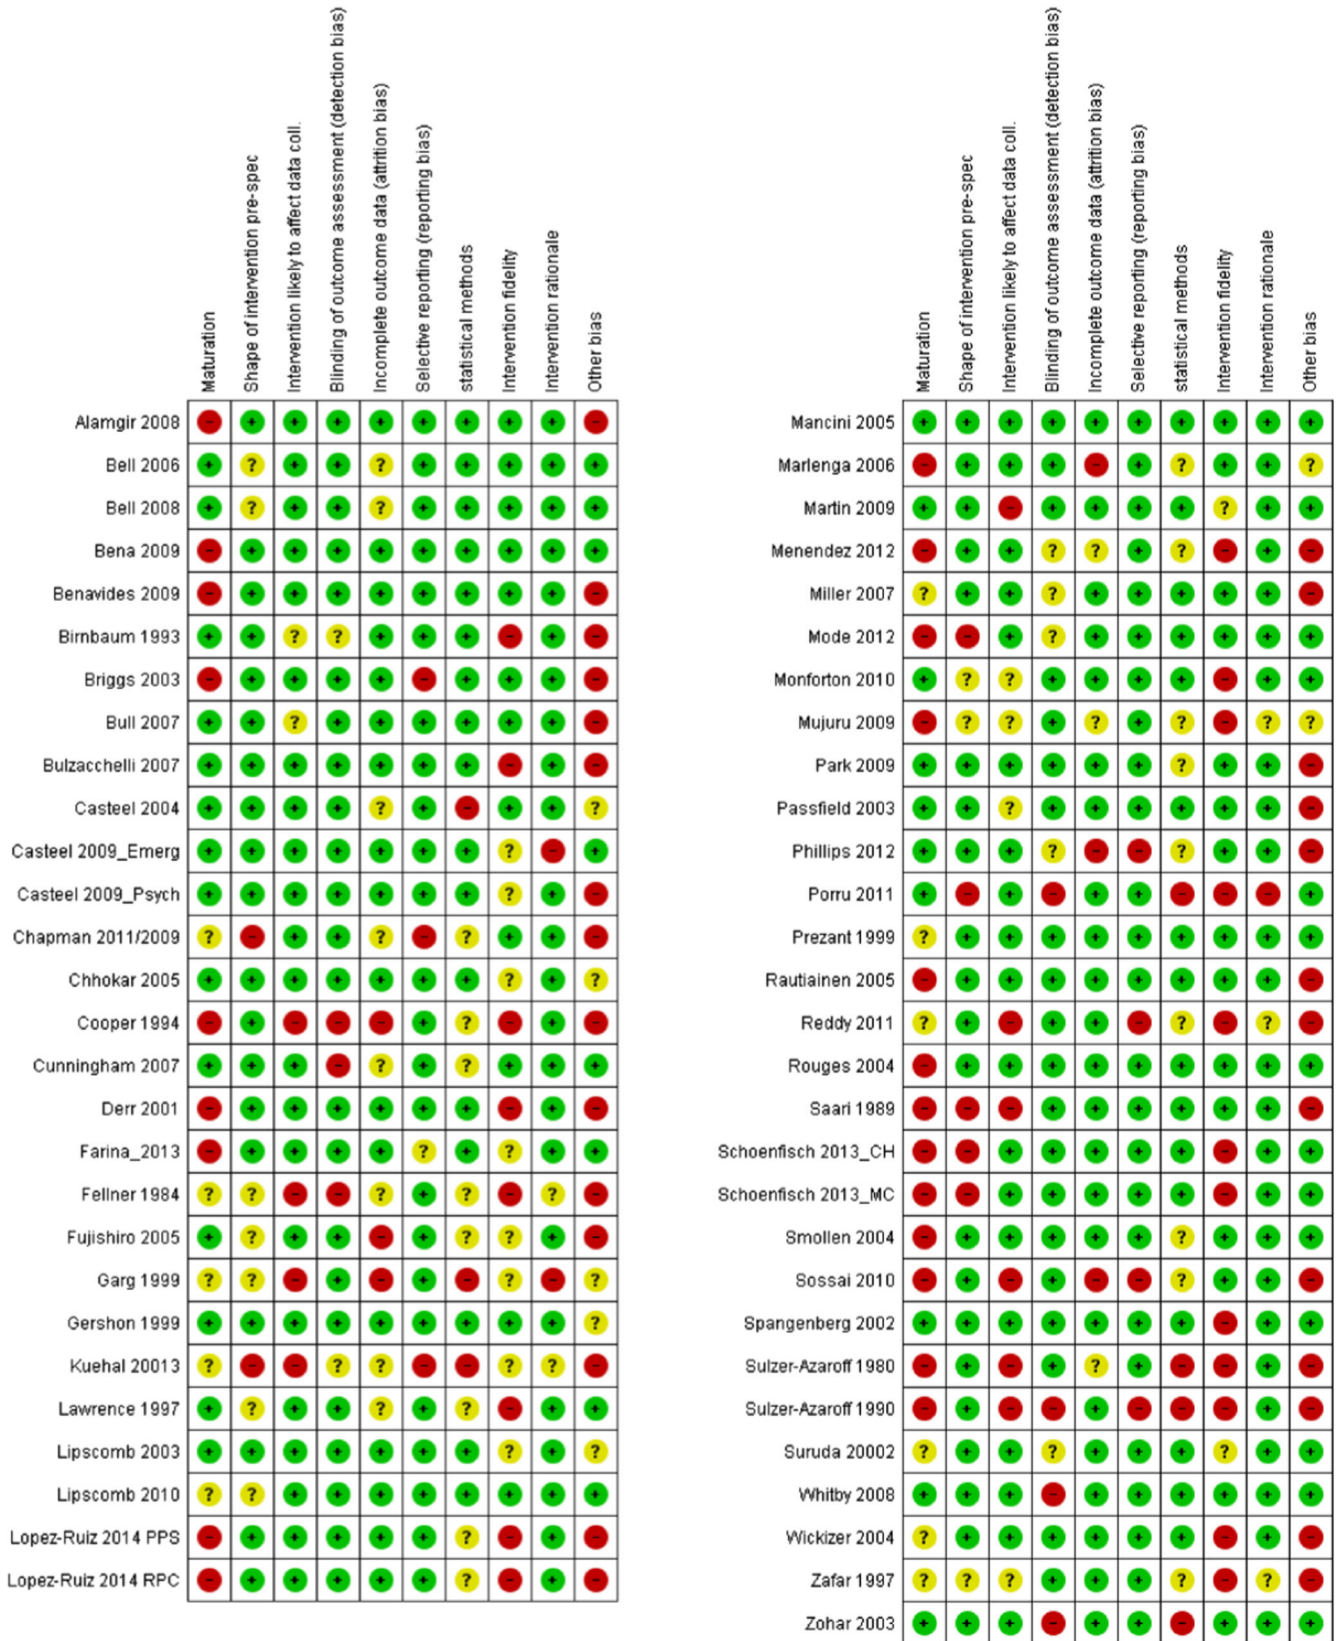 Maturation
Shape of intervention pre-spec
Intervention likely to affect data coll.
Blinding of outcome assessment (detection bias)
Incomplete outcome data (attrition bias)
Selective reporting (reporting bias)
statistical methods
Intervention fidelity
Intervention rationale
Other bias
Alamgir 2008 - + + + + + + + + -
Bell 2006 + ? + + ? + + + + +
Bell 2008 + ? + + ? + + + + +
Bena 2009 - + + + + + + + + +
Benavides 2009 - + + + + + + + + -
Birnbaum 1993 + + ? ? + + + - + -
Briggs 2003 - + + + + - + + + -
Bull 2007 + + ? + + + + + + -
Bulzacchelli 2007 + + + + + + + - + -
Casteel 2004 + + + + ? + - + + ?
Casteel 2009_Emerg + + + + + + + ? - +
Casteel 2009_Psych + + + + + + + ? + -
Chapman 2011/2009 ? - + + ? - ? + + -
Chhokar 2005 + + + + + + + ? + ?
Cooper 1994 - + - - - + ? - + -
Cunningham 2007 + + + - ? + ? + + +
Derr 2001 - + + + + + + - + -
Farina_2013 - + + + + ? + ? + +
Fellner 1984 ? ? - - ? + ? - ? -
Fujishiro 2005 + ? + + - + ? ? + -
Garg 1999 ? ? - + - + - ? - ?
Gershon 1999 + + + + + + + + + ?
Kuehal 20013 ? - - ? ? - - ? ? -
Lawrence 1997 + ? + + ? + ? - + +
Lipscomb 2003 + + + + + + + ? + ?
Lipscomb 2010 ? ? + + + + + + + +
Lopez-Ruiz 2014 PPS - + + + + + ? - + -
Lopez-Ruiz 2014 RPC - + + + + + ? - + -
Maturation
Shape of intervention pre-spec
Intervention likely to affect data coll.
Blinding of outcome assessment (detection bias)
Incomplete outcome data (attrition bias)
Selective reporting (reporting bias)
statistical methods
Intervention fidelity
Intervention rationale
Other bias
Mancini 2005 + + + + + + + + + +
Marlenga 2006 - + + + - + ? + + ?
Martin 2009 + + - + + + + ? + +
Menendez 2012 - + + ? ? + ? - + -
Miller 2007 ? + + ? + + + + + -
Mode 2012 - - + ? + + + + + +
Monforton 2010 + ? ? + + + + - + +
Mujuru 2009 - ? ? + ? + ? - ? ?
Park 2009 + + + + + + ? + + -
Passfield 2003 + + ? + + + + + + -
Phillips 2012 + + + ? - - ? + + -
Porru 2011 + - + - + + - - - +
Prezant 1999 ? + + + + + + + + +
Rautiainen 2005 - + + + + + + + + -
Reddy 2011 ? + - + + - ? - ? -
Rouges 2004 - + + + + + + + + +
Saari 1989 - - - + + + + + + -
Schoenfisch 2013_CH - - + + + + + - + +
Schoenfisch 2013_MC - - + + + + + - + +
Smollen 2004 - + + + + + ? + + +
Sossai 2010 - + - + - - ? + + -
Spangenberg 2002 + + + + + + + - + +
Sulzer-Azaroff 1980 - + - + ? + - - + -
Sulzer-Azaroff 1990 - + - - + - - - + -
Suruda 20002 ? + + ? + + + ? + +
Whitby 2008 + + + - + + + + + +
Wickizer 2004 ? + + + + + + - + -
Zafar 1997 ? ? ? + + + ? - ? -
Zohar 2003 + + + - + + - + + +